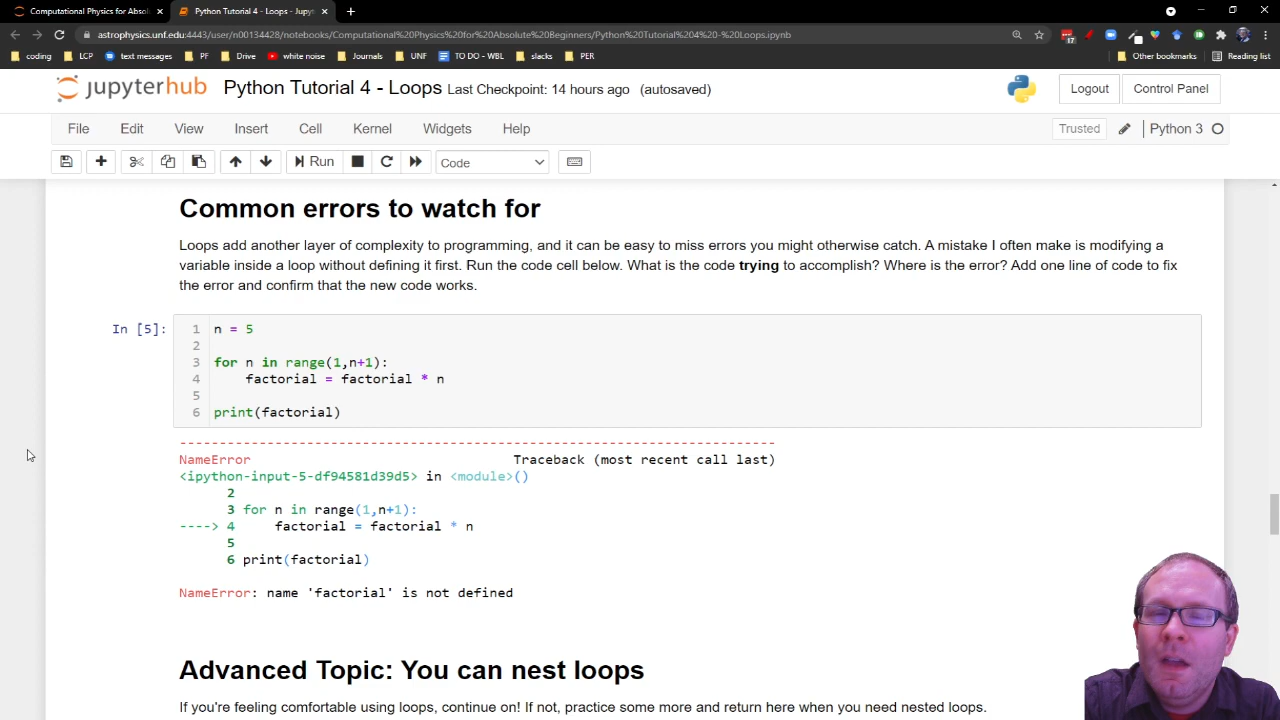 Computational Physics for Absol
Python Tutorial 4 - Loops - Jupyt
astrophysics.unf.edu:4443/user/n00134428/notebooks/Computational%20Physics%20for%20Absolute%20Beginners/Python%20Tutorial%204%20-%20Loops.ipynb
17
coding LCP text messages PF Drive white noise Journals UNF TO DO - WBL slacks PER Other bookmarks Reading list
jupyterhub Python Tutorial 4 - Loops Last Checkpoint: 14 hours ago (autosaved) Logout Control Panel
File Edit View Insert Cell Kernel Widgets Help Trusted Python 3
Run Code
Common errors to watch for
Loops add another layer of complexity to programming, and it can be easy to miss errors you might otherwise catch. A mistake I often make is modifying a
variable inside a loop without defining it first. Run the code cell below. What is the code trying to accomplish? Where is the error? Add one line of code to fix
the error and confirm that the new code works.
In [5]: 1 n = 5
2
3 for n in range(1,n+1):
4 factorial = factorial * n
5
6 print(factorial)
---------------------------------------------------------------------------
NameError Traceback (most recent call last)
<ipython-input-5-df94581d39d5> in <module>()
2
3 for n in range(1,n+1):
----> 4 factorial = factorial * n
5
6 print(factorial)
NameError: name 'factorial' is not defined
Advanced Topic: You can nest loops
If you're feeling comfortable using loops, continue on! If not, practice some more and return here when you need nested loops.